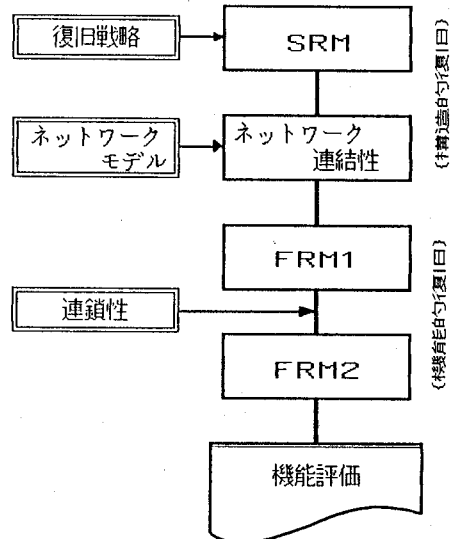 復旧戦略
SRM
(構造的復旧)
ネットワーク
モデル
ネットワーク
連結性
FRM1
連鎖性
FRM2
(機能的復旧)
機能評価